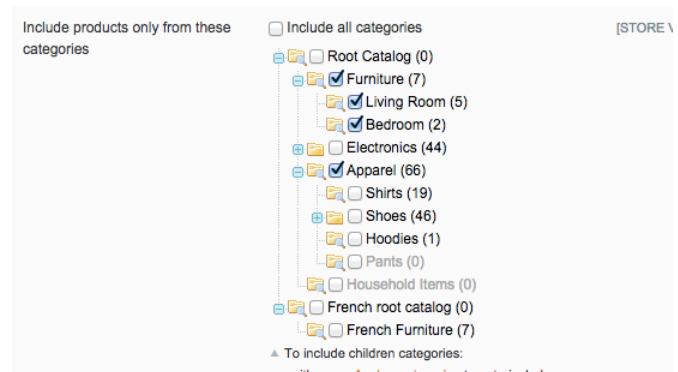 Include products only from these
categories
Include all categories
[STORE V
Root Catalog (0)
Furniture (7)
Living Room (5)
Bedroom (2)
Electronics (44)
Apparel (66)
Shirts (19)
Shoes (46)
Hoodies (1)
Pants (0)
Household Items (0)
French root catalog (0)
French Furniture (7)
To include children categories: